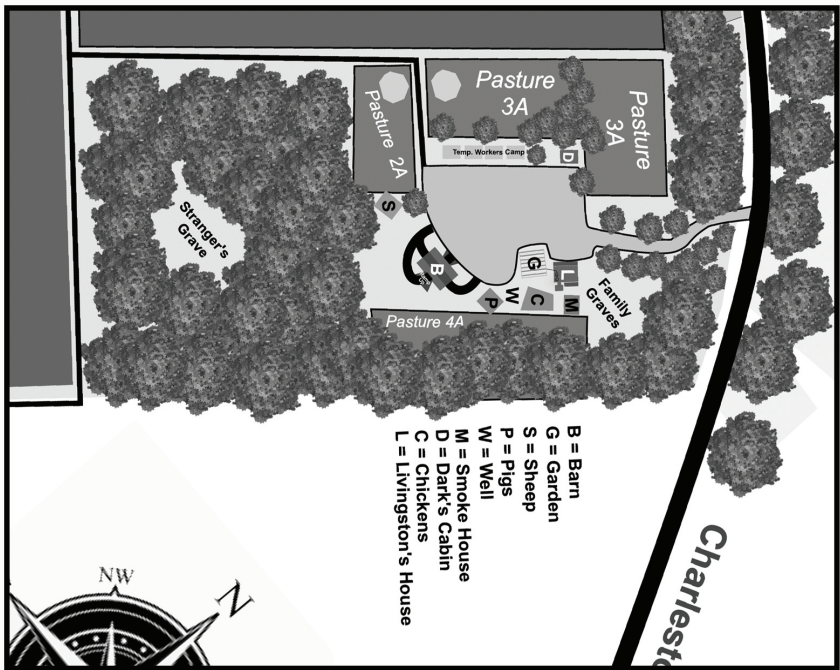 Pasture
3A
Pasture
3A
Pasture 2A
Temp. Workers Camp
D
S
Stranger's
Grave
B
G
L
W
C
M
P
Family
Graves
Pasture 4A
B = Barn
G = Garden
S = Sheep
P = Pigs
W = Well
M = Smoke House
D = Dark's Cabin
C = Chickens
L = Livingston's House
NW
N